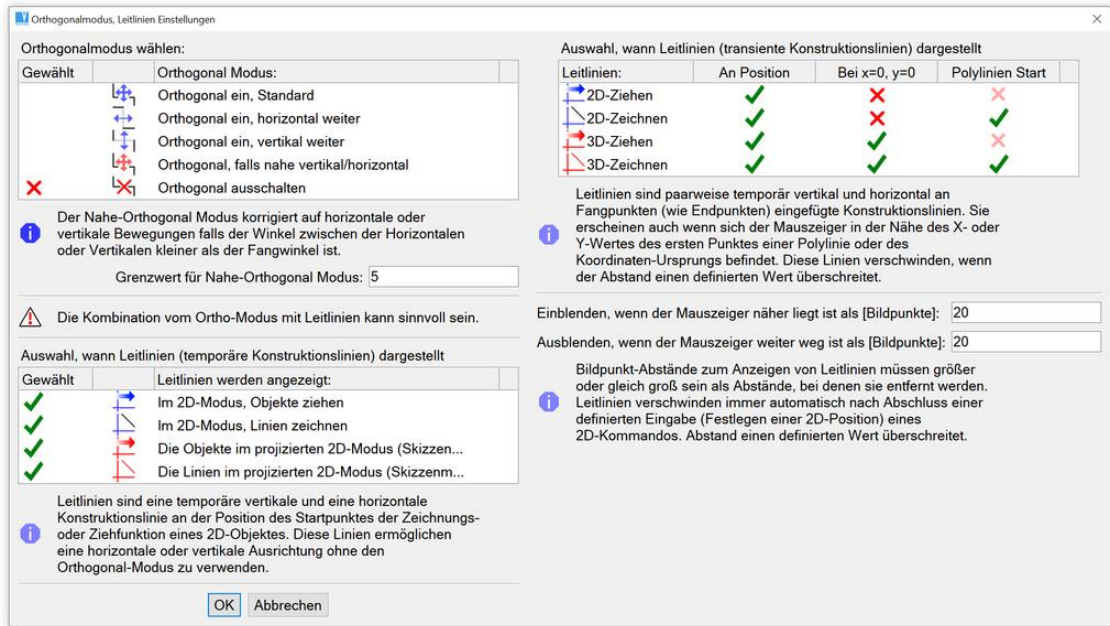 Orthogonalmodus, Leitlinien Einstellungen
Orthogonalmodus wählen:
Gewählt Orthogonal Modus:
Orthogonal ein, Standard
Orthogonal ein, horizontal weiter
Orthogonal ein, vertikal weiter
Orthogonal, falls nahe vertikal/horizontal
Orthogonal ausschalten
Der Nahe-Orthogonal Modus korrigiert auf horizontale oder
vertikale Bewegungen falls der Winkel zwischen der Horizontalen
oder Vertikalen kleiner als der Fangwinkel ist.
Grenzwert für Nahe-Orthogonal Modus: 5
Die Kombination vom Ortho-Modus mit Leitlinien kann sinnvoll sein.
Auswahl, wann Leitlinien (temporäre Konstruktionslinien) dargestellt
Gewählt Leitlinien werden angezeigt:
Im 2D-Modus, Objekte ziehen
Im 2D-Modus, Linien zeichnen
Die Objekte im projizierten 2D-Modus (Skizzen...
Die Linien im projizierten 2D-Modus (Skizzenm...
Leitlinien sind eine temporäre vertikale und eine horizontale
Konstruktionslinie an der Position des Startpunktes der Zeichnungs-
oder Ziehfunktion eines 2D-Objektes. Diese Linien ermöglichen
eine horizontale oder vertikale Ausrichtung ohne den
Orthogonal-Modus zu verwenden.
OK Abbrechen
Auswahl, wann Leitlinien (transiente Konstruktionslinien) dargestellt
Leitlinien: An Position Bei x=0, y=0 Polylinien Start
2D-Ziehen
2D-Zeichnen
3D-Ziehen
3D-Zeichnen
Leitlinien sind paarweise temporär vertikal und horizontal an
Fangpunkten (wie Endpunkten) eingefügte Konstruktionslinien. Sie
erscheinen auch wenn sich der Mauszeiger in der Nähe des X- oder
Y-Wertes des ersten Punktes einer Polylinie oder des
Koordinaten-Ursprungs befindet. Diese Linien verschwinden, wenn
der Abstand einen definierten Wert überschreitet.
Einblenden, wenn der Mauszeiger näher liegt ist als [Bildpunkte]: 20
Ausblenden, wenn der Mauszeiger weiter weg ist als [Bildpunkte]: 20
Bildpunkt-Abstände zum Anzeigen von Leitlinien müssen größer
oder gleich groß sein als Abstände, bei denen sie entfernt werden.
Leitlinien verschwinden immer automatisch nach Abschluss einer
definierten Eingabe (Festlegen einer 2D-Position) eines
2D-Kommandos. Abstand einen definierten Wert überschreitet.